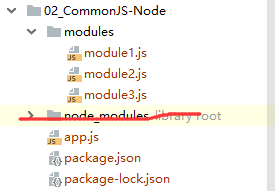 02_CommonJS-Node
modules
module1.js
module2.js
module3.js
node_modules library root
app.js
package.json
package-lock.json